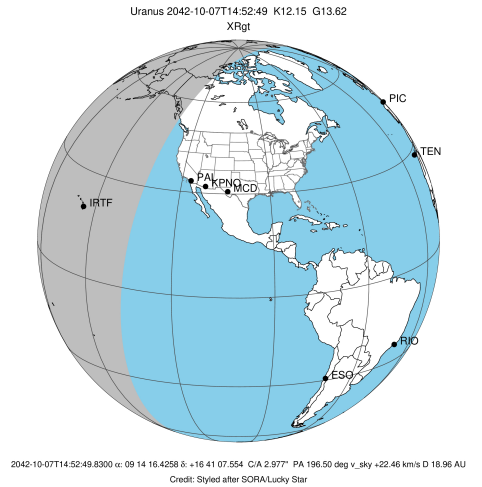 Uranus 2042-10-07T14:52:49 K12.15 G13.62
XRgt
PIC
TEN
PAL
KPNO
MCD
IRTF
RIO
ESO
2042-10-07T14:52:49.8300 α: 09 14 16.4258 δ: +16 41 07.554 C/A 2.977" PA 196.50 deg v_sky +22.46 km/s D 18.96 AU
Credit: Styled after SORA/Lucky Star